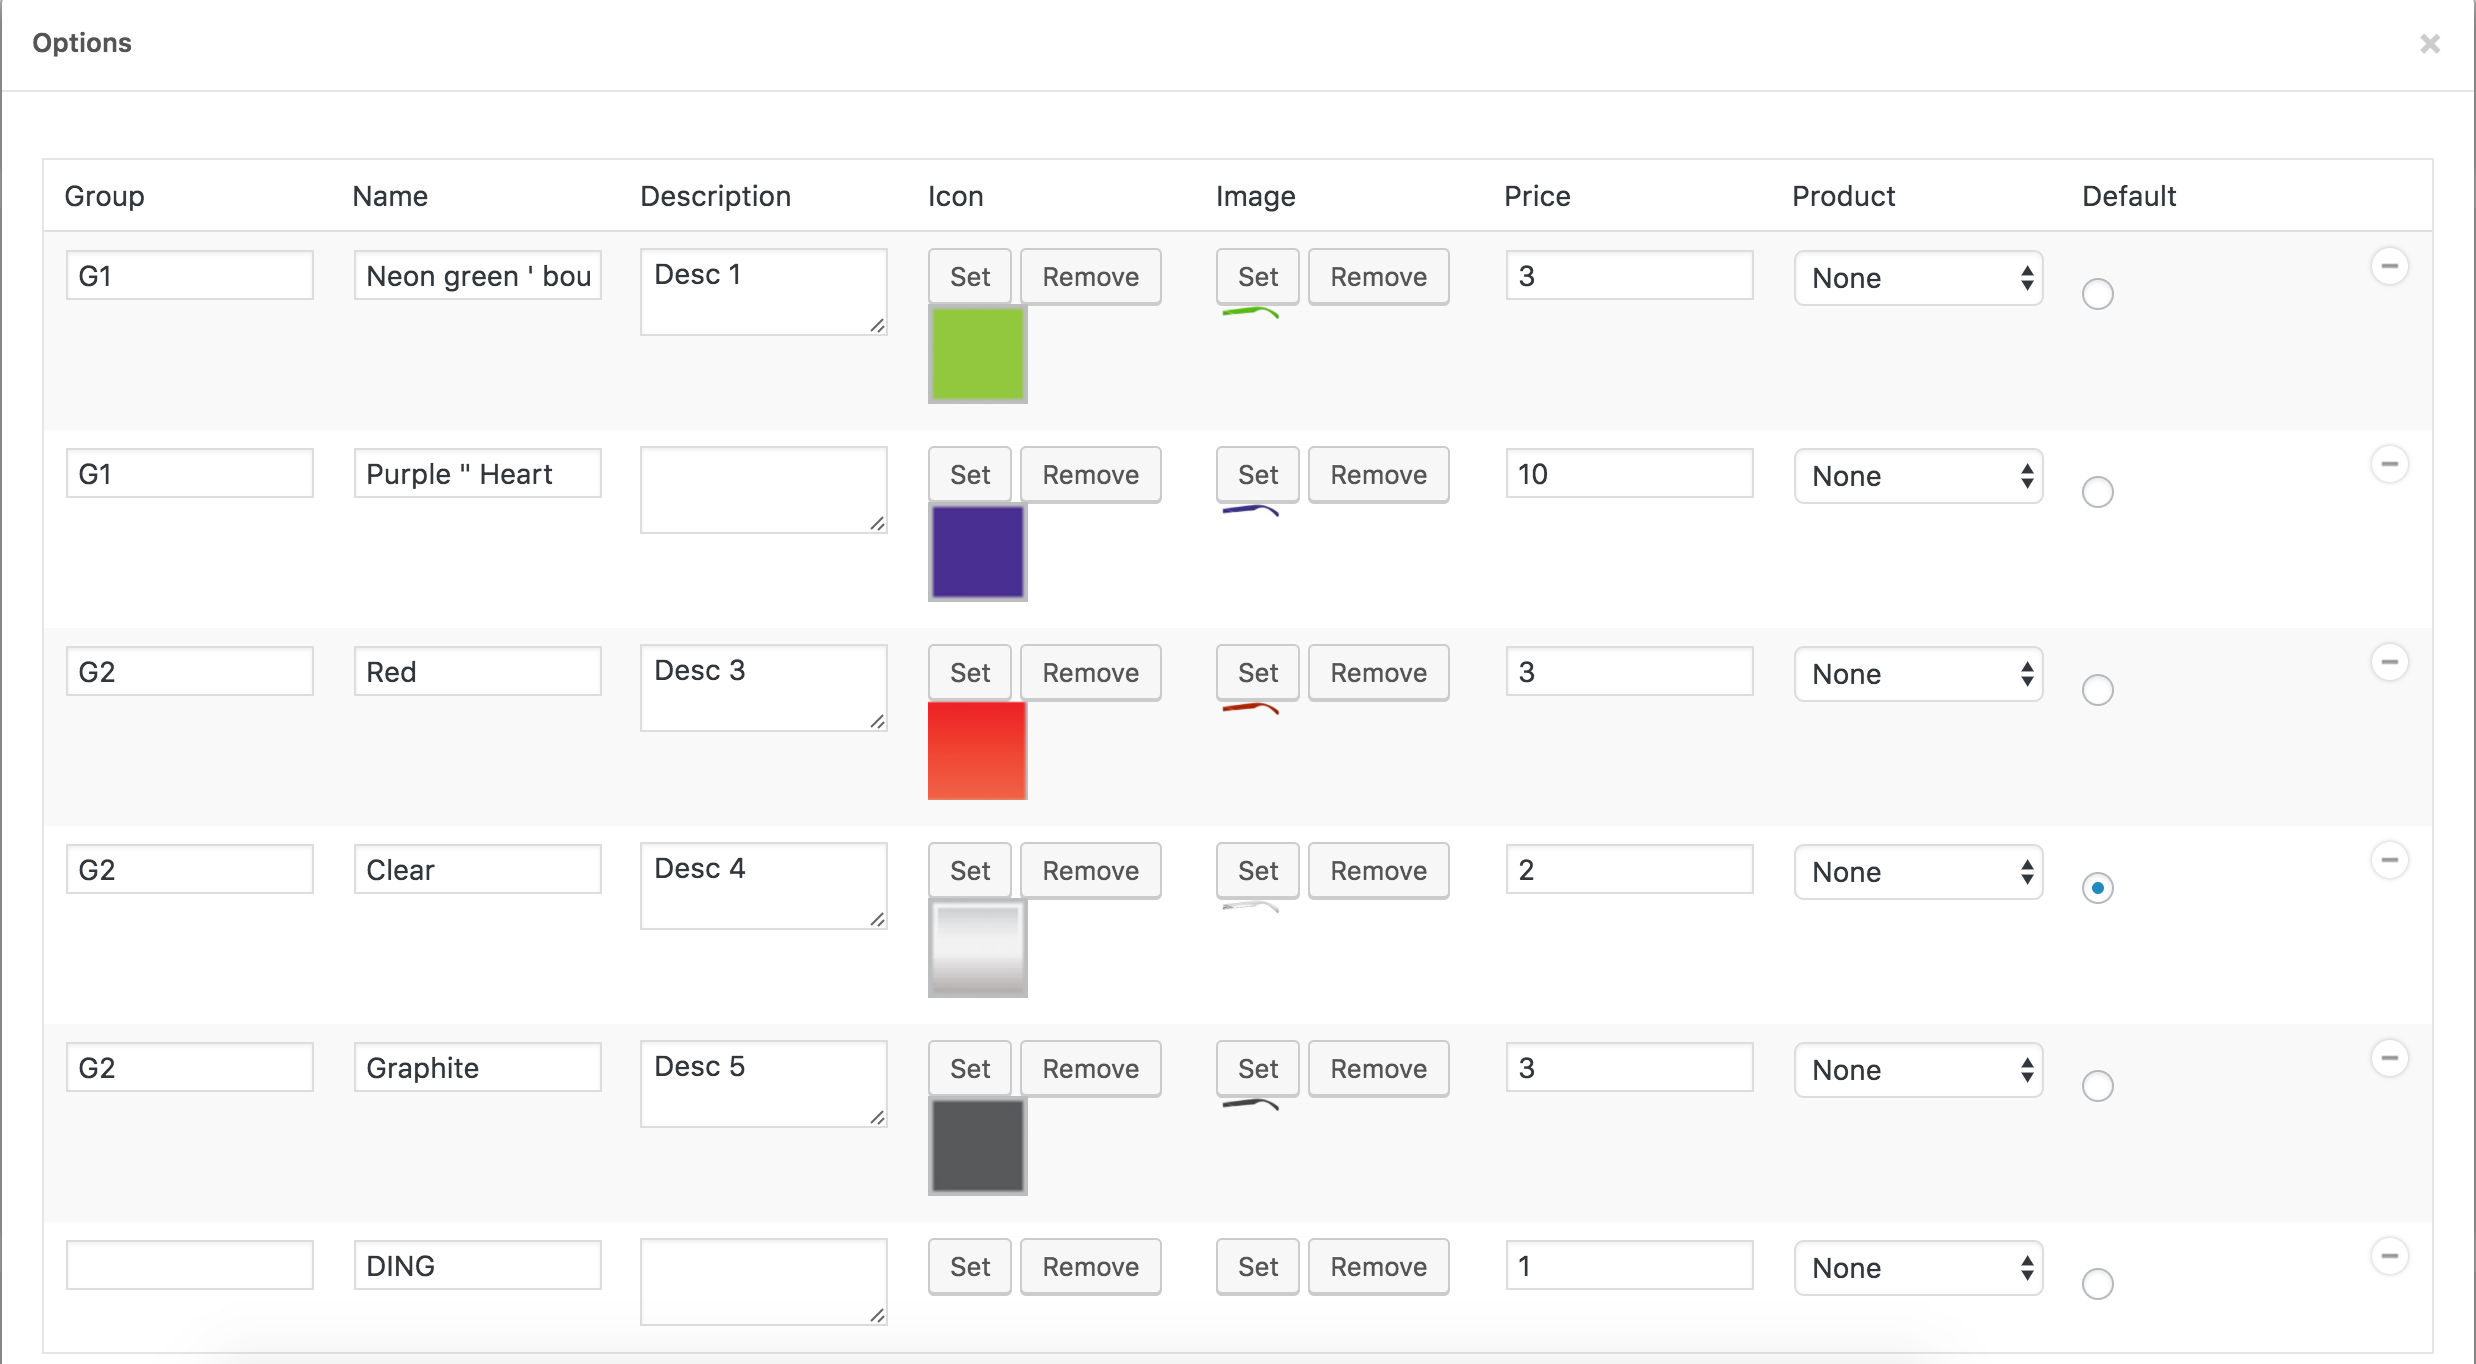 Options
Group Name Description Icon Image Price Product Default
G1 Neon green ' bou Desc 1 Set Remove Set Remove 3 None
G1 Purple " Heart Set Remove Set Remove 10 None
G2 Red Desc 3 Set Remove Set Remove 3 None
G2 Clear Desc 4 Set Remove Set Remove 2 None
G2 Graphite Desc 5 Set Remove Set Remove 3 None
DING Set Remove Set Remove 1 None